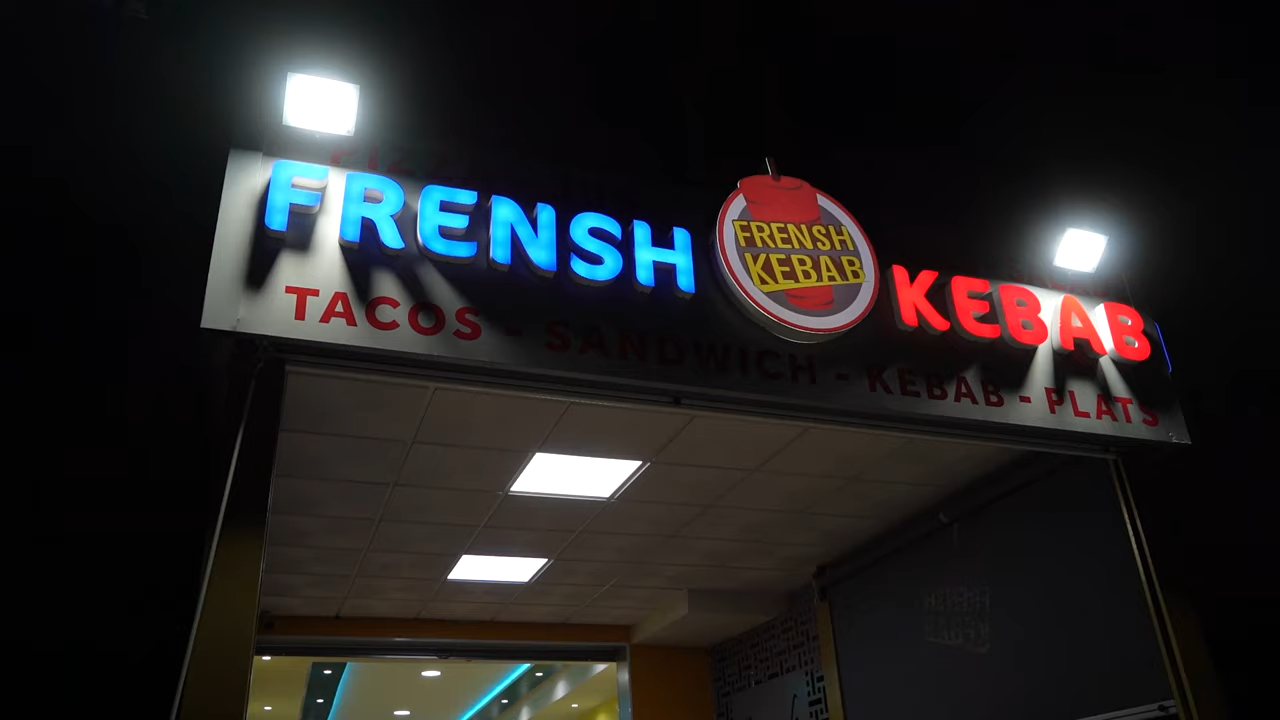 FRENSH
FRENSH
KEBAB
KEBAB
TACOS - SANDWICH - KEBAB - PLATS